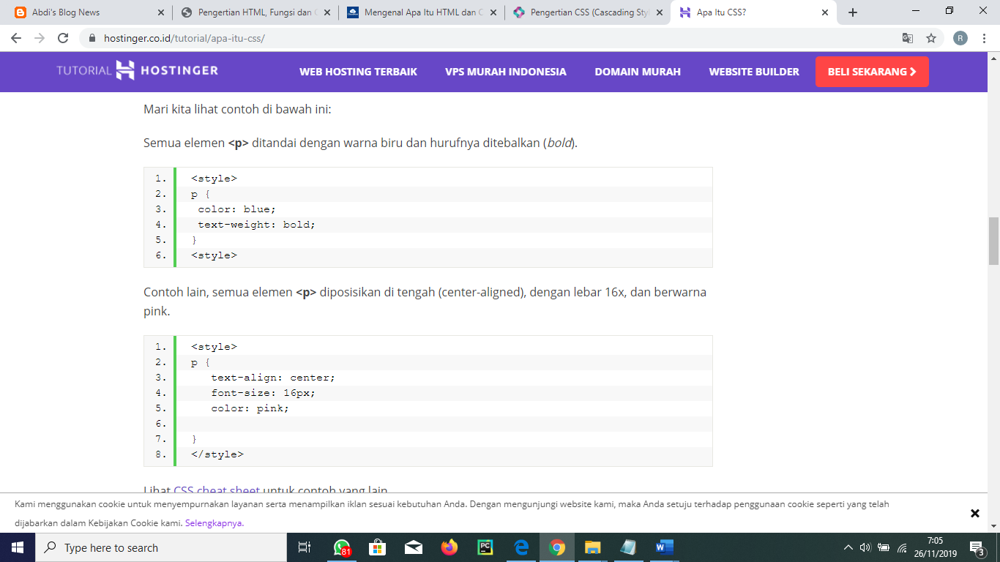 Abdi's Blog News
Pengertian HTML, Fungsi dan
Mengenal Apa Itu HTML dan
Pengertian CSS (Cascading Sty
Apa Itu CSS?
hostinger.co.id/tutorial/apa-itu-css/
R
TUTORIAL HOSTINGER
WEB HOSTING TERBAIK
VPS MURAH INDONESIA
DOMAIN MURAH
WEBSITE BUILDER
BELI SEKARANG
Mari kita lihat contoh di bawah ini:
Semua elemen <p> ditandai dengan warna biru dan hurufnya ditebalkan (bold).
1. <style>
2. p {
3. color: blue;
4. text-weight: bold;
5. }
6. <style>
Contoh lain, semua elemen <p> diposisikan di tengah (center-aligned), dengan lebar 16x, dan berwarna
pink.
1. <style>
2. p {
3. text-align: center;
4. font-size: 16px;
5. color: pink;
6.
7. }
8. </style>
Lihat CSS cheat sheet untuk contoh yang lain
Kami menggunakan cookie untuk menyempurnakan layanan serta menampilkan iklan sesuai kebutuhan Anda. Dengan mengunjungi website kami, maka Anda setuju terhadap penggunaan cookie seperti yang telah
dijabarkan dalam Kebijakan Cookie kami. Selengkapnya.
Type here to search
81
PC
7:05
26/11/2019
3